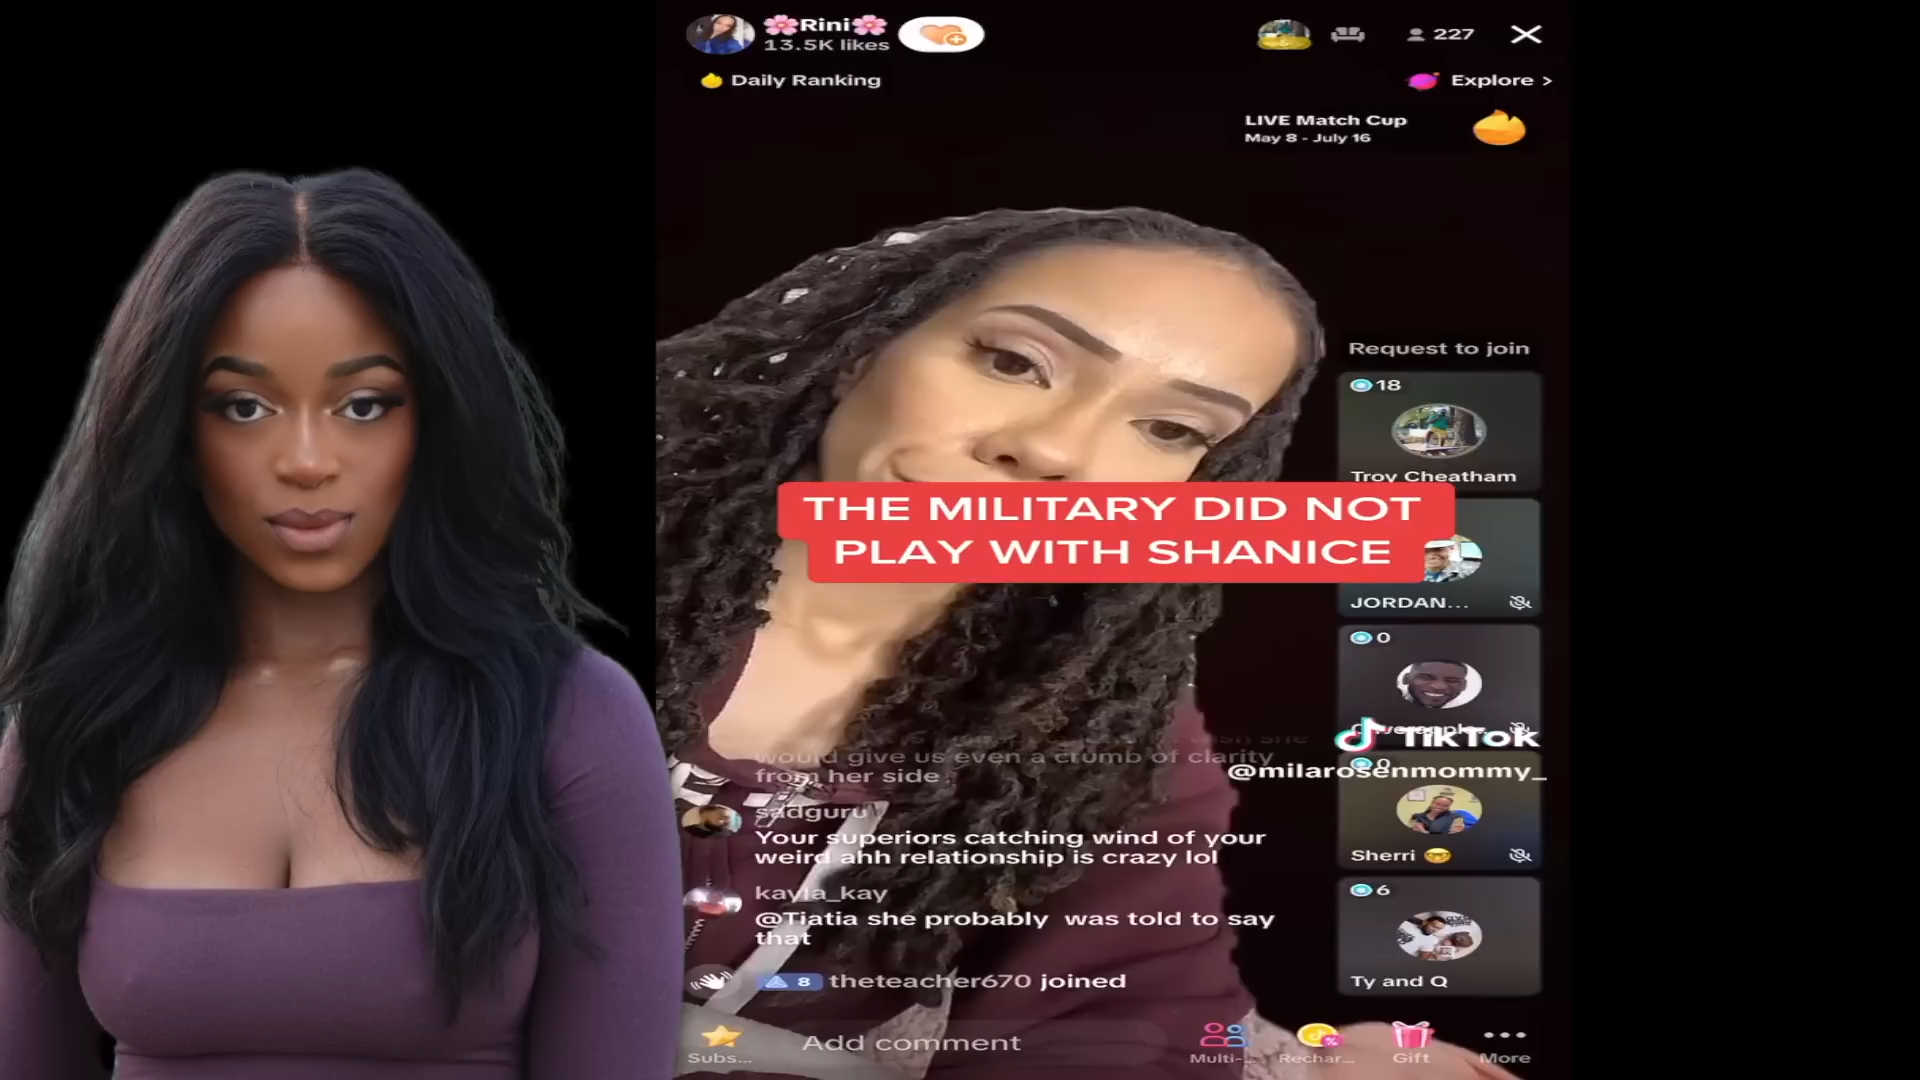 🌸Rini🌸
13.5K likes
227
Daily Ranking
Explore >
LIVE Match Cup
May 8 - July 16
Request to join
18
Troy Cheatham
THE MILITARY DID NOT
PLAY WITH SHANICE
JORDAN...
0
TikTok
@milarosenmommy_
would give us even a crumb of clarity
from her side
0
sadguru
Your superiors catching wind of your
weird ahh relationship is crazy lol
Sherri 🤓
kayla_kay
@Tiatia she probably was told to say
that
6
Ty and Q
8 theteacher670 joined
Add comment
Subs...
Multi-...
Rechar...
Gift
More